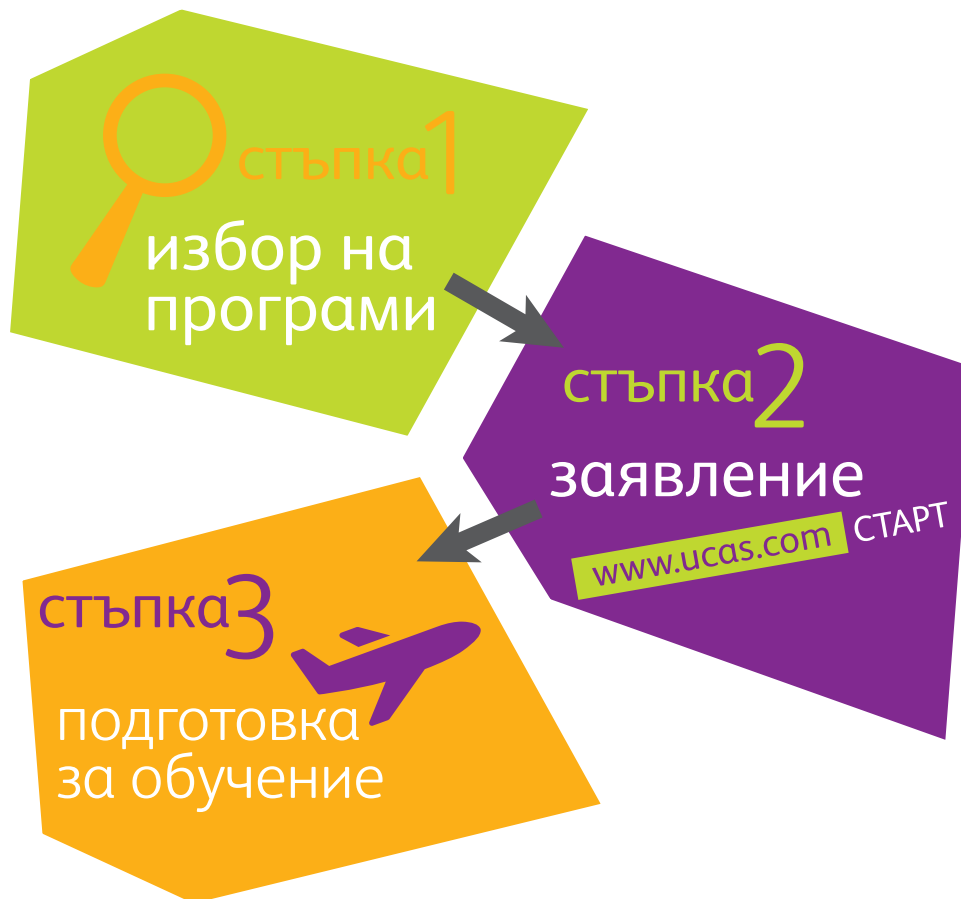 стъпка1
избор на
програми
стъпка2
заявление
www.ucas.com СТАРТ
стъпка3
подготовка
за обучение